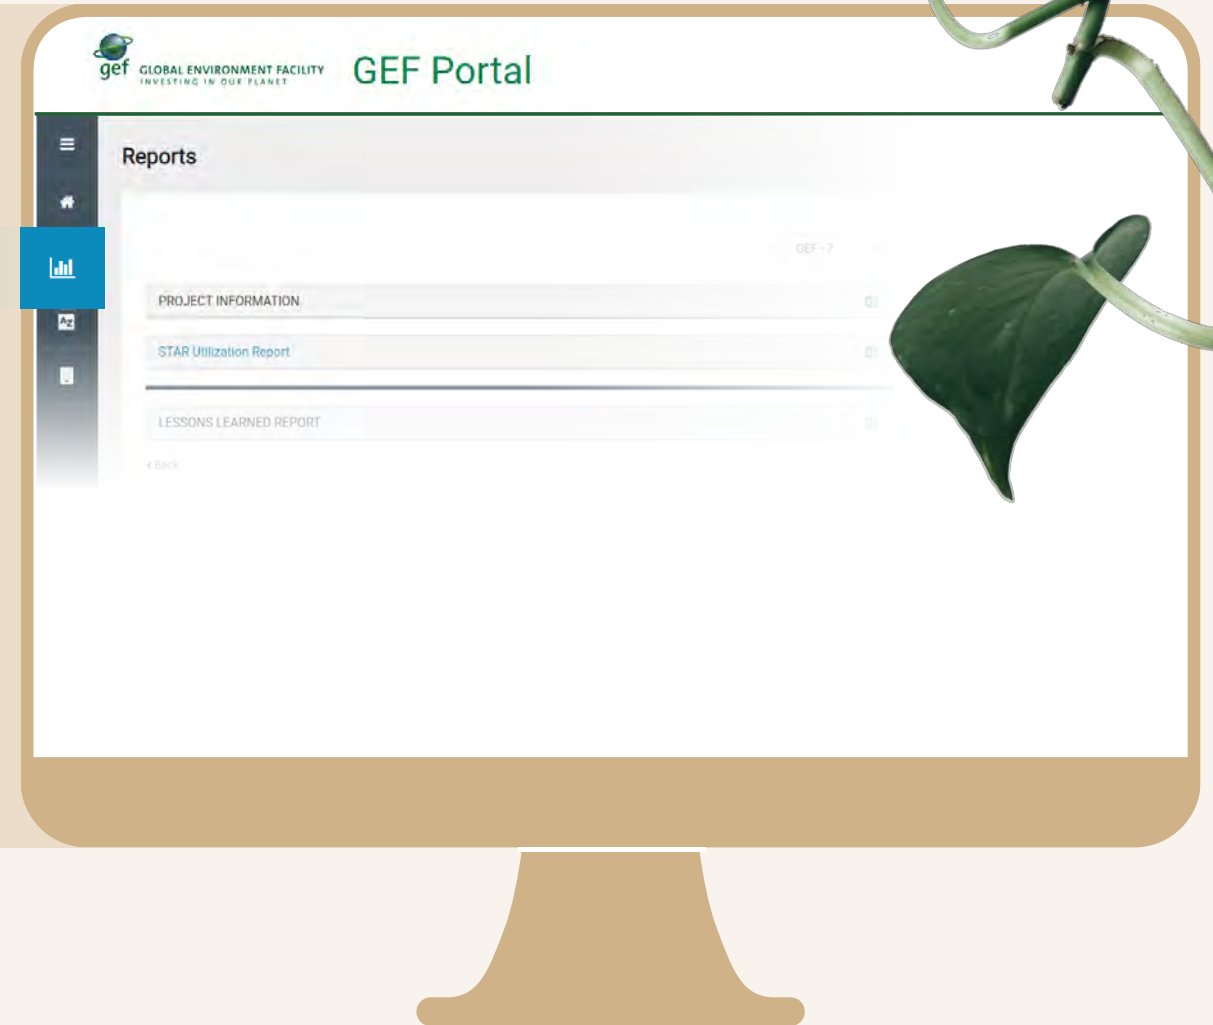 gef GLOBAL ENVIRONMENT FACILITY
INVESTING IN OUR PLANET
GEF Portal
Reports
GEF - 7
PROJECT INFORMATION
AZ
STAR Utilization Report
LESSONS LEARNED REPORT
Back